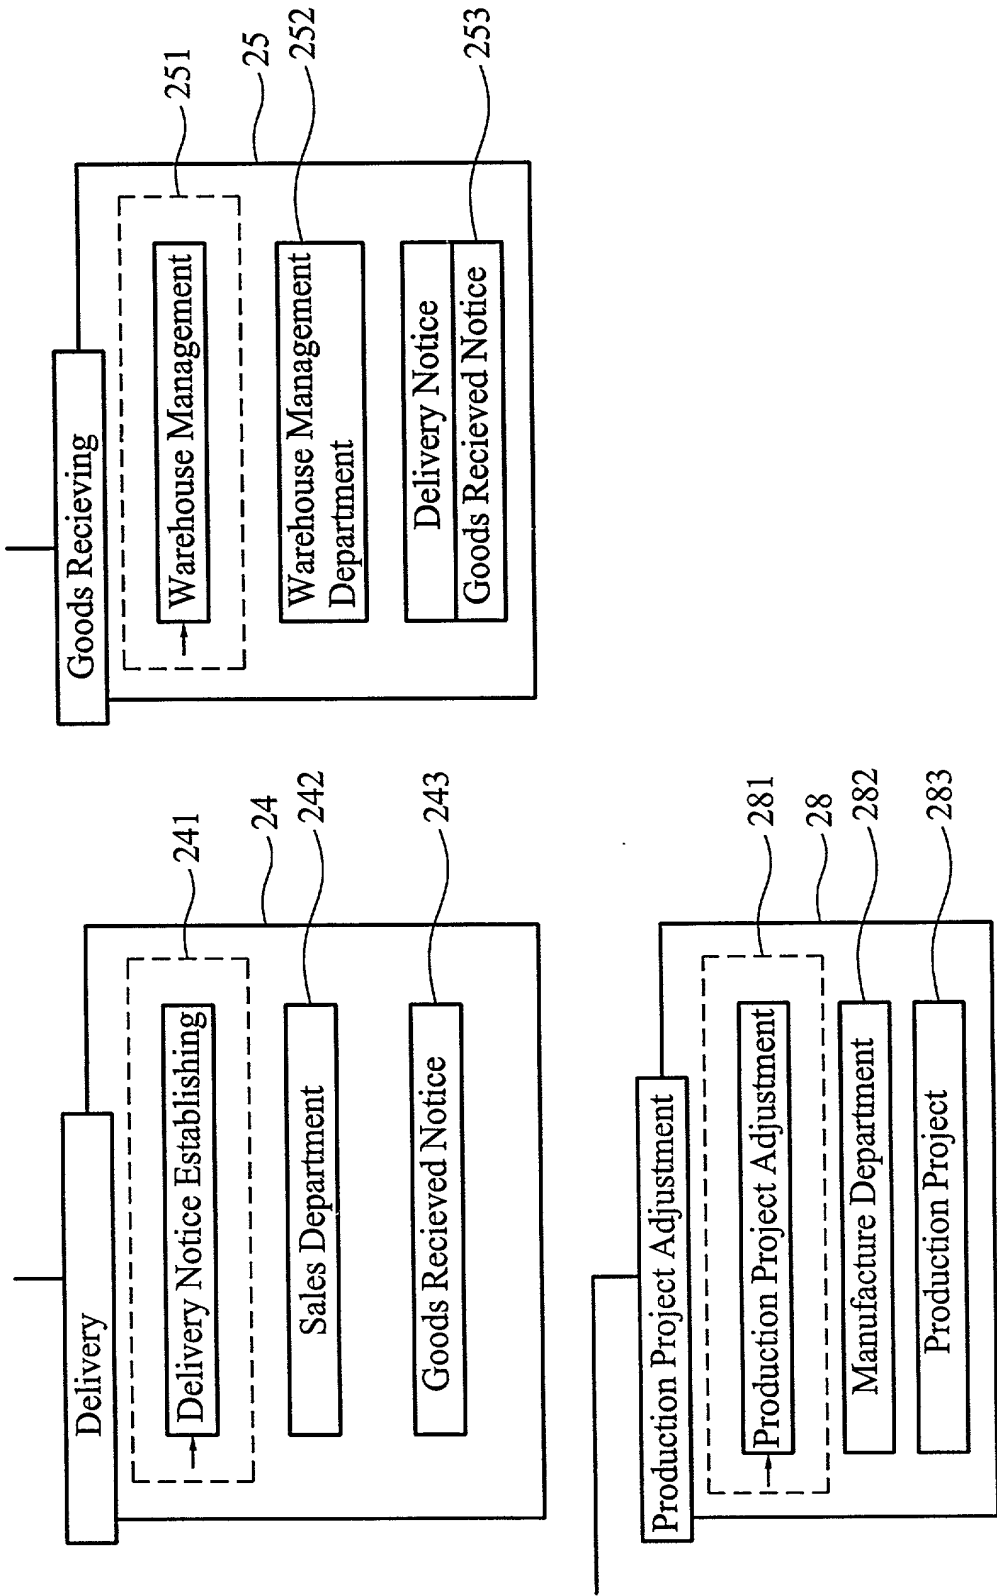 Delivery
Delivery Notice Establishing
Sales Department
Goods Recieved Notice
241
24
242
243
Goods Recieving
Warehouse Management
Warehouse Management
Department
Delivery Notice
Goods Recieved Notice
251
25
252
253
Production Project Adjustment
Production Project Adjustment
Manufacture Department
Production Project
281
28
282
283